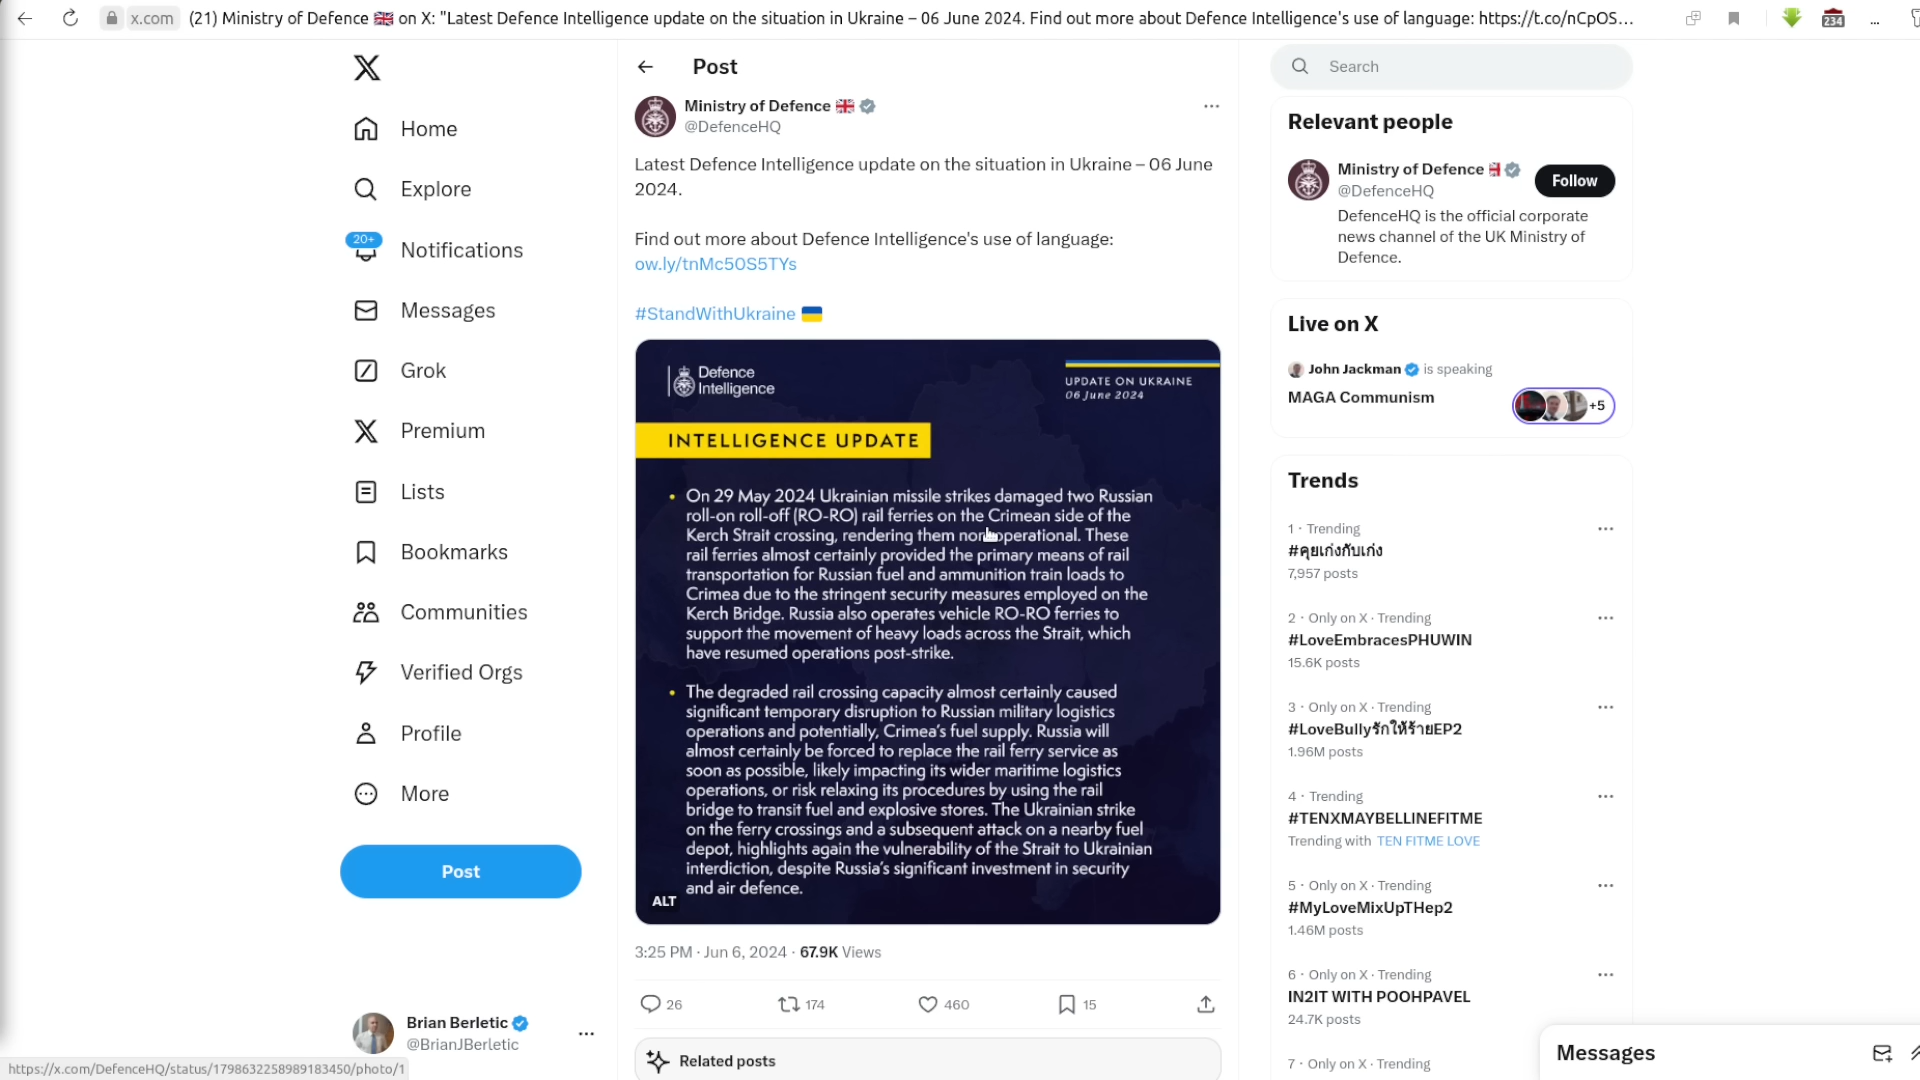 x.com
(21) Ministry of Defence 🇬🇧 on X: "Latest Defence Intelligence update on the situation in Ukraine – 06 June 2024. Find out more about Defence Intelligence's use of language: https://t.co/nCpOS…
234
Home
Explore
20+
Notifications
Messages
Grok
Premium
Lists
Bookmarks
Communities
Verified Orgs
Profile
More
Post
Brian Berletic
@BrianJBerletic
https://x.com/DefenceHQ/status/1798632258989183450/photo/1
Post
Ministry of Defence 🇬🇧
@DefenceHQ
Latest Defence Intelligence update on the situation in Ukraine – 06 June
2024.
Find out more about Defence Intelligence's use of language:
ow.ly/tnMc50S5TYs
#StandWithUkraine 🇺🇦
Defence
Intelligence
UPDATE ON UKRAINE
06 June 2024
INTELLIGENCE UPDATE
• On 29 May 2024 Ukrainian missile strikes damaged two Russian
roll-on roll-off (RO-RO) rail ferries on the Crimean side of the
Kerch Strait crossing, rendering them non-operational. These
rail ferries almost certainly provided the primary means of rail
transportation for Russian fuel and ammunition train loads to
Crimea due to the stringent security measures employed on the
Kerch Bridge. Russia also operates vehicle RO-RO ferries to
support the movement of heavy loads across the Strait, which
have resumed operations post-strike.
• The degraded rail crossing capacity almost certainly caused
significant temporary disruption to Russian military logistics
operations and potentially, Crimea's fuel supply. Russia will
almost certainly be forced to replace the rail ferry service as
soon as possible, likely impacting its wider maritime logistics
operations, or risk relaxing its procedures by using the rail
bridge to transit fuel and explosive stores. The Ukrainian strike
on the ferry crossings and a subsequent attack on a nearby fuel
depot, highlights again the vulnerability of the Strait to Ukrainian
interdiction, despite Russia's significant investment in security
and air defence.
ALT
3:25 PM · Jun 6, 2024 · 67.9K Views
26
174
460
15
Related posts
Search
Relevant people
Ministry of Defence
@DefenceHQ
Follow
DefenceHQ is the official corporate
news channel of the UK Ministry of
Defence.
Live on X
John Jackman is speaking
MAGA Communism
+5
Trends
1 · Trending
#คุยเก่งกับเก่ง
7,957 posts
2 · Only on X · Trending
#LoveEmbracesPHUWIN
15.6K posts
3 · Only on X · Trending
#LoveBullyรักให้ร้ายEP2
1.96M posts
4 · Trending
#TENXMAYBELLINEFITME
Trending with TEN FITME LOVE
5 · Only on X · Trending
#MyLoveMixUpTHep2
1.46M posts
6 · Only on X · Trending
IN2IT WITH POOHPAVEL
24.7K posts
7 · Only on X · Trending
Messages